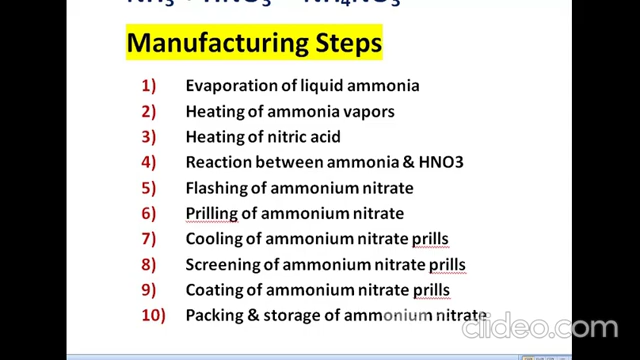 NH3 + HNO3 = NH4NO3
Manufacturing Steps
1) Evaporation of liquid ammonia
2) Heating of ammonia vapors
3) Heating of nitric acid
4) Reaction between ammonia & HNO3
5) Flashing of ammonium nitrate
6) Prilling of ammonium nitrate
7) Cooling of ammonium nitrate prills
8) Screening of ammonium nitrate prills
9) Coating of ammonium nitrate prills
10) Packing & storage of ammonium nitrate
clideo.com